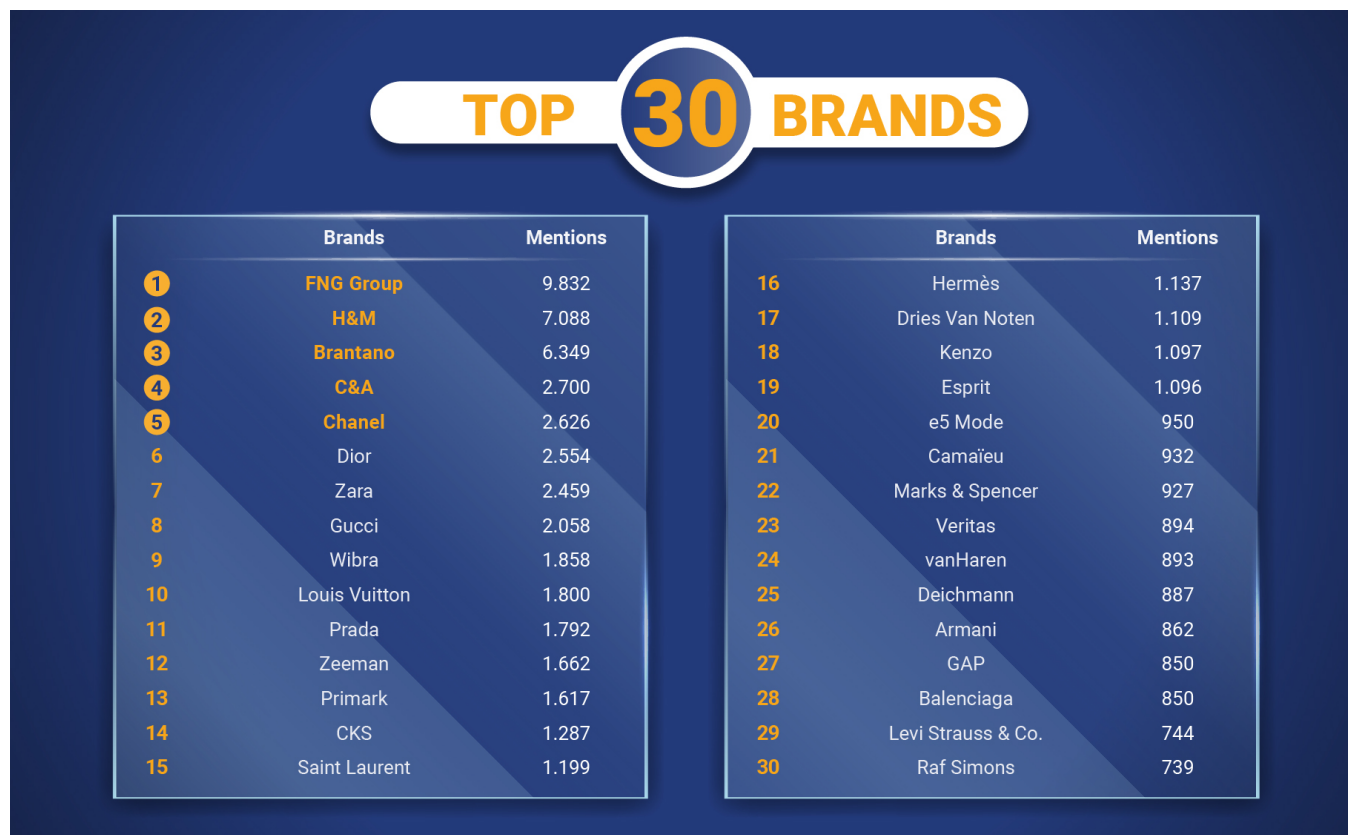 TOP 30 BRANDS
Brands Mentions
1 FNG Group 9.832
2 H&M 7.088
3 Brantano 6.349
4 C&A 2.700
5 Chanel 2.626
6 Dior 2.554
7 Zara 2.459
8 Gucci 2.058
9 Wibra 1.858
10 Louis Vuitton 1.800
11 Prada 1.792
12 Zeeman 1.662
13 Primark 1.617
14 CKS 1.287
15 Saint Laurent 1.199
Brands Mentions
16 Hermès 1.137
17 Dries Van Noten 1.109
18 Kenzo 1.097
19 Esprit 1.096
20 e5 Mode 950
21 Camaïeu 932
22 Marks & Spencer 927
23 Veritas 894
24 vanHaren 893
25 Deichmann 887
26 Armani 862
27 GAP 850
28 Balenciaga 850
29 Levi Strauss & Co. 744
30 Raf Simons 739